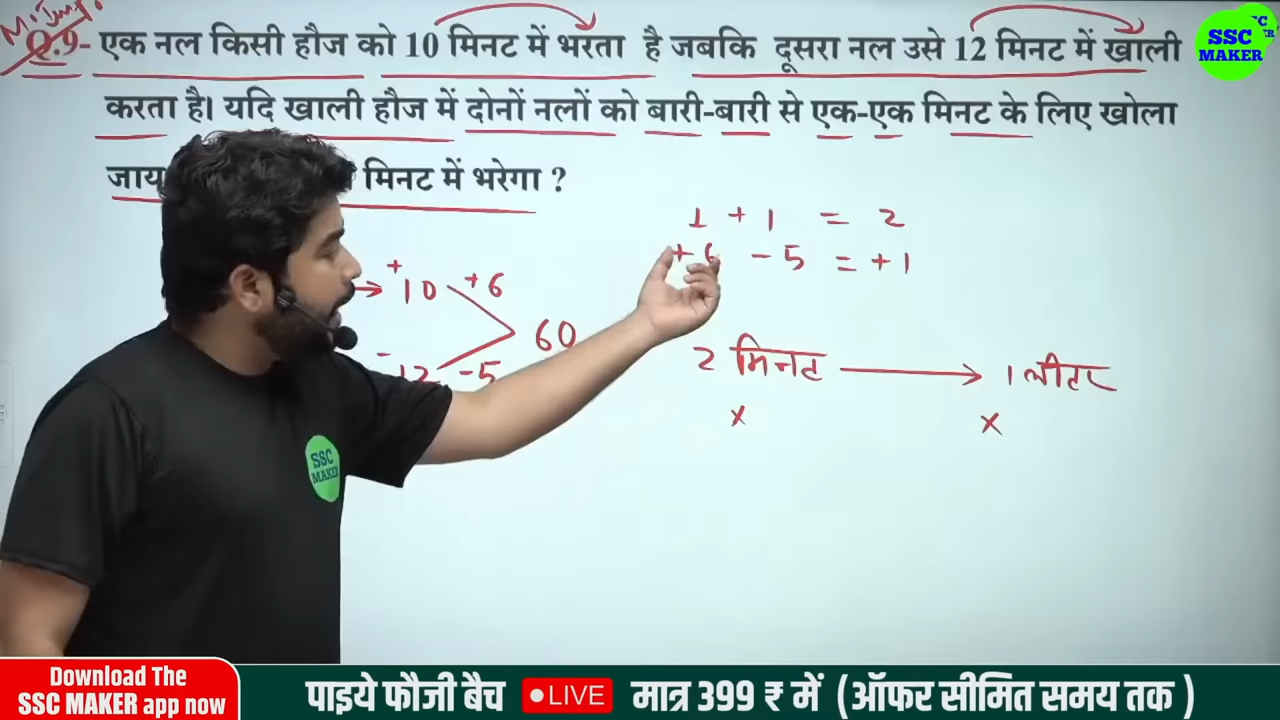 M. Imp.
Q.9- एक नल किसी हौज को 10 मिनट में भरता है जबकि दूसरा नल उसे 12 मिनट में खाली
करता है। यदि खाली हौज में दोनों नलों को बारी-बारी से एक-एक मिनट के लिए खोला
जाय मिनट में भरेगा ?
1 + 1 = 2
+6 - 5 = +1
+
10 +6
60
-
12 -5
2 मिनट → 1 लीटर
x x
SSC
MAKER
SSC
MAKER
Download The
SSC MAKER app now
पाइये फौजी बैच LIVE मात्र 399 ₹ में (ऑफर सीमित समय तक )